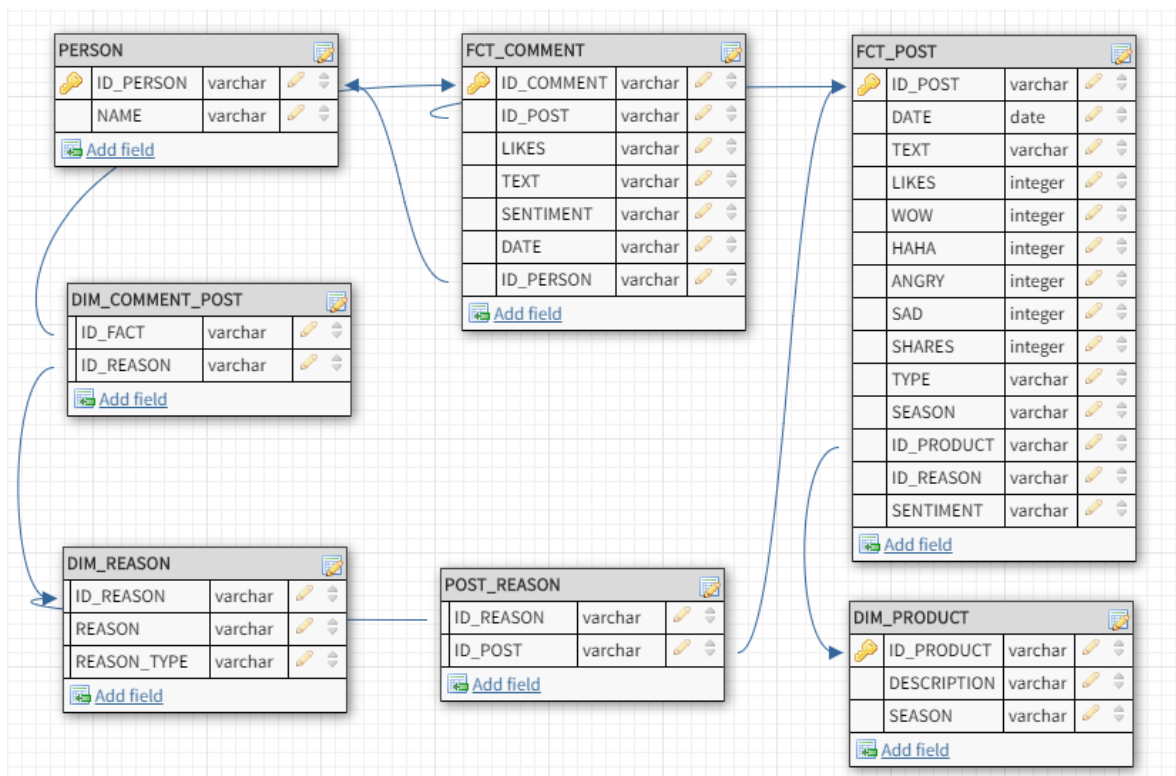 PERSON
ID_PERSON varchar
NAME varchar
Add field
FCT_COMMENT
ID_COMMENT varchar
ID_POST varchar
LIKES varchar
TEXT varchar
SENTIMENT varchar
DATE varchar
ID_PERSON varchar
Add field
FCT_POST
ID_POST varchar
DATE date
TEXT varchar
LIKES integer
WOW integer
HAHA integer
ANGRY integer
SAD integer
SHARES integer
TYPE varchar
SEASON varchar
ID_PRODUCT varchar
ID_REASON varchar
SENTIMENT varchar
Add field
DIM_COMMENT_POST
ID_FACT varchar
ID_REASON varchar
Add field
DIM_REASON
ID_REASON varchar
REASON varchar
REASON_TYPE varchar
Add field
POST_REASON
ID_REASON varchar
ID_POST varchar
Add field
DIM_PRODUCT
ID_PRODUCT varchar
DESCRIPTION varchar
SEASON varchar
Add field